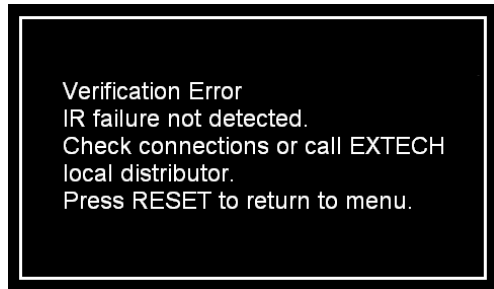 Verification Error
IR failure not detected.
Check connections or call EXTECH
local distributor.
Press RESET to return to menu.